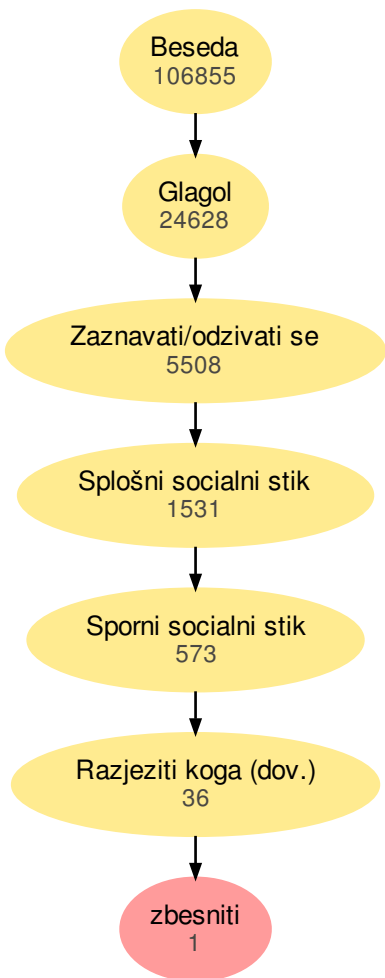 Beseda
106855
Glagol
24628
Zaznavati/odzivati se
5508
Splošni socialni stik
1531
Sporni socialni stik
573
Razjeziti koga (dov.)
36
zbesniti
1